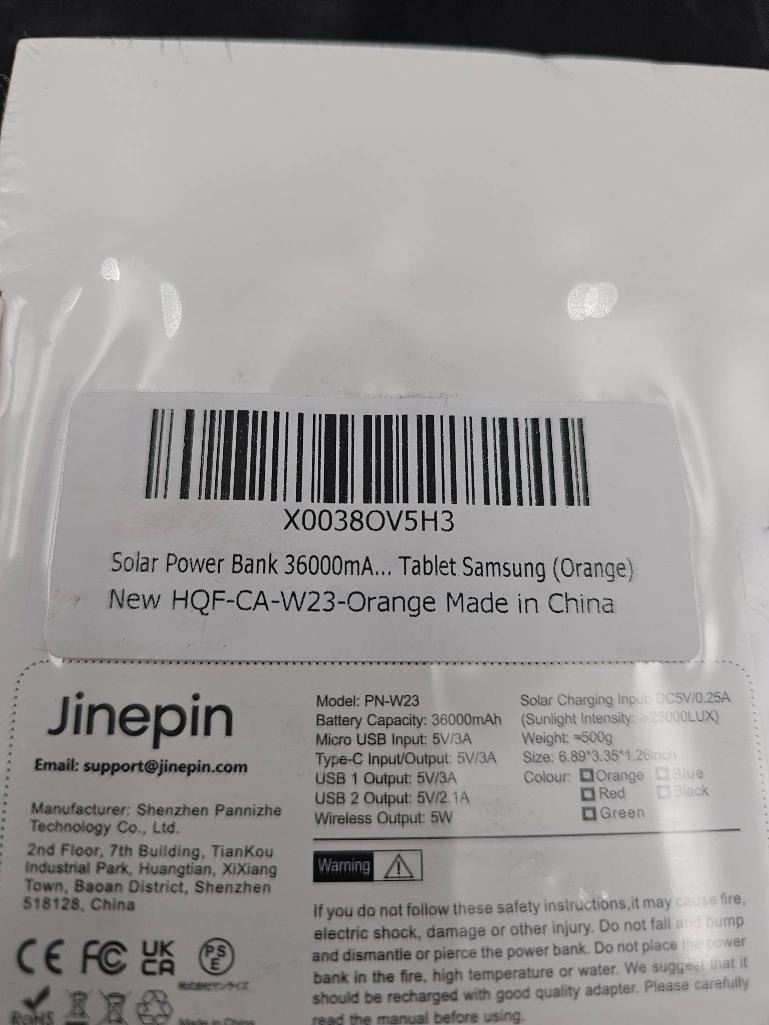 X0038OV5H3
Solar Power Bank 36000mA... Tablet Samsung (Orange)
New HQF-CA-W23-Orange Made in China
Jinepin
Email: support@jinepin.com
Manufacturer: Shenzhen Pannizhe
Technology Co., Ltd.
2nd Floor, 7th Building, TianKou
Industrial Park, Huangtian, XiXiang
Town, Baoan District, Shenzhen
518128, China
Model: PN-W23
Battery Capacity: 36000mAh
Micro USB Input: 5V/3A
Type-C Input/Output: 5V/3A
USB 1 Output: 5V/3A
USB 2 Output: 5V/2.1A
Wireless Output: 5W
Solar Charging Input: DC5V/0.25A
(Sunlight Intensity: ≥25000LUX)
Weight: ≈500g
Size: 6.89*3.35*1.26inch
Colour: Orange Blue
Red Black
Green
Warning
If you do not follow these safety instructions,it may cause fire,
electric shock, damage or other injury. Do not fall and bump
and dismantle or pierce the power bank. Do not place the power
bank in the fire, high temperature or water. We suggest that it
should be recharged with good quality adapter. Please carefully
read the manual before using.
CE FC UK
CA PS
E
RoHS
Made in China